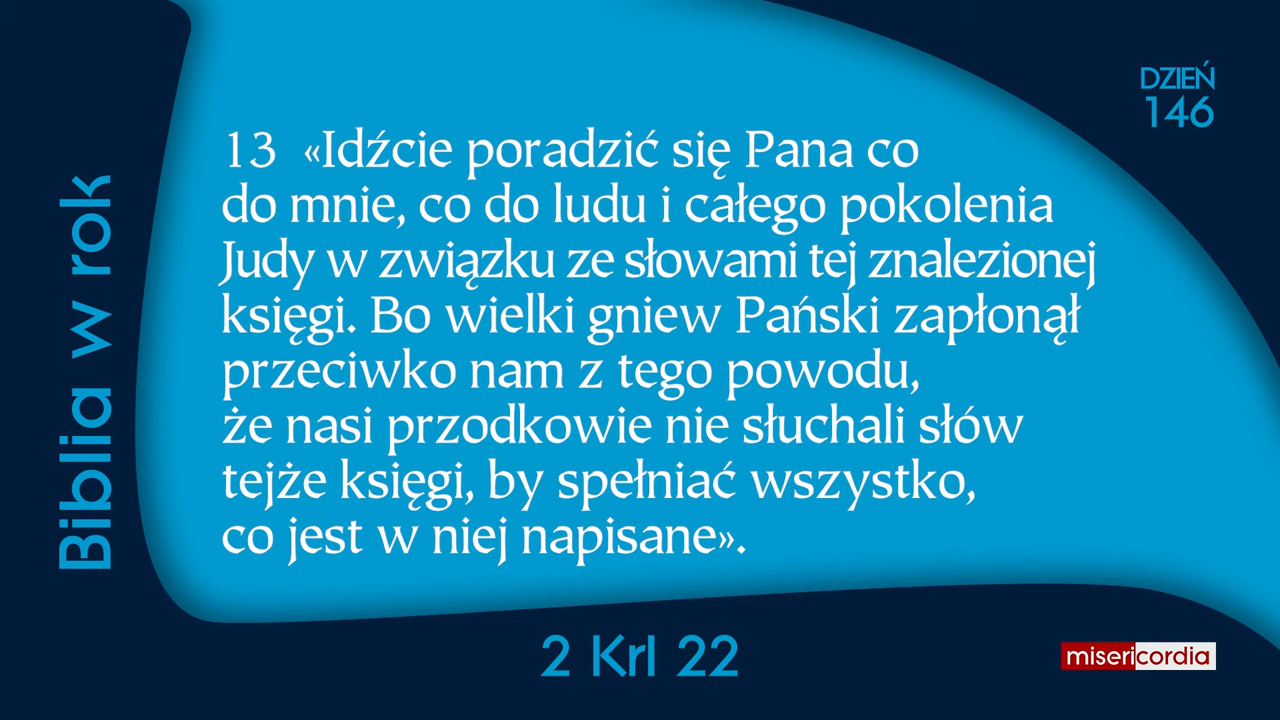 DZIEŃ
146
13 «Idźcie poradzić się Pana co
do mnie, co do ludu i całego pokolenia
Judy w związku ze słowami tej znalezionej
księgi. Bo wielki gniew Pański zapłonął
przeciwko nam z tego powodu,
że nasi przodkowie nie słuchali słów
tejże księgi, by spełniać wszystko,
co jest w niej napisane».
Biblia w rok
2 Krl 22
misericordia